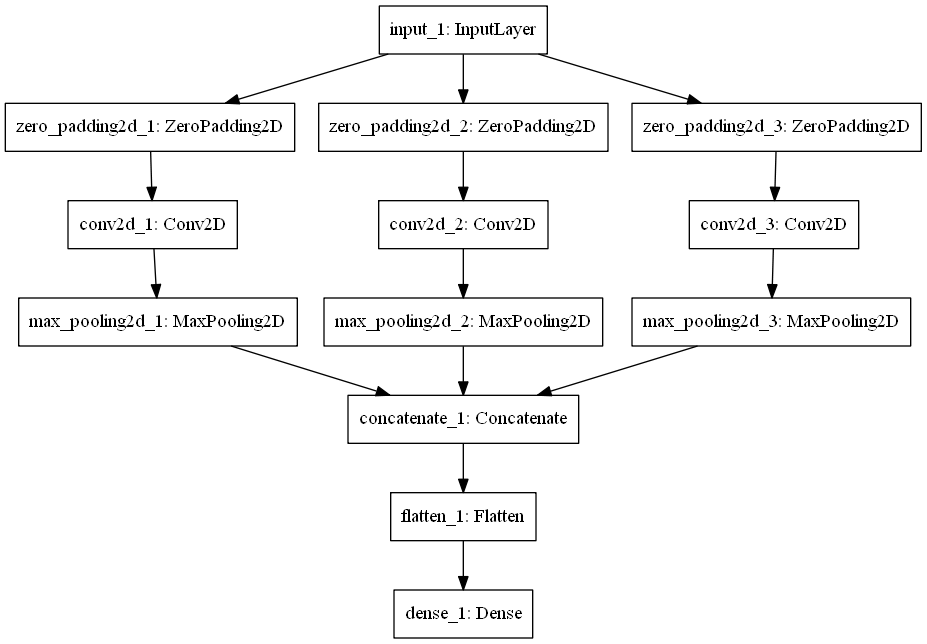 input_1: InputLayer
zero_padding2d_1: ZeroPadding2D
zero_padding2d_2: ZeroPadding2D
zero_padding2d_3: ZeroPadding2D
conv2d_1: Conv2D
conv2d_2: Conv2D
conv2d_3: Conv2D
max_pooling2d_1: MaxPooling2D
max_pooling2d_2: MaxPooling2D
max_pooling2d_3: MaxPooling2D
concatenate_1: Concatenate
flatten_1: Flatten
dense_1: Dense